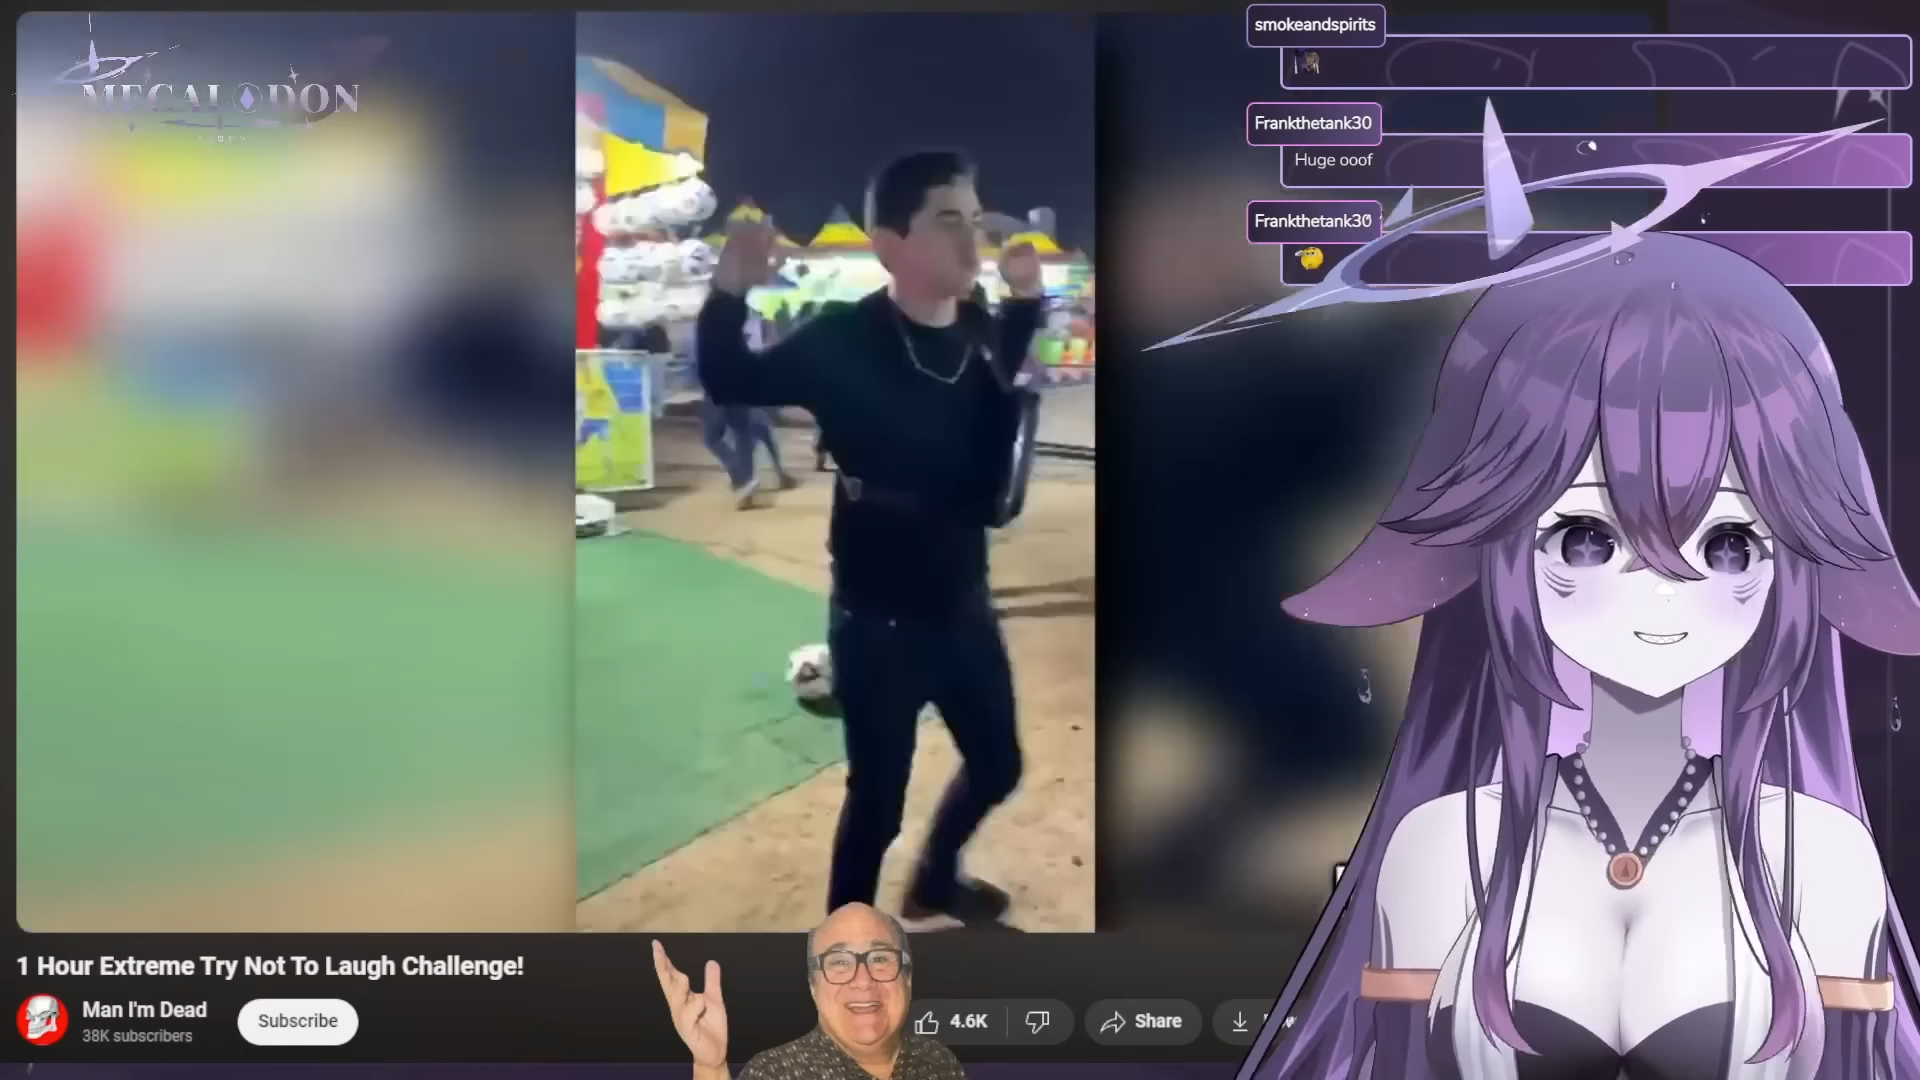 MEGALODON
smokeandspirits
Frankthetank30
Huge ooof
Frankthetank30
1 Hour Extreme Try Not To Laugh Challenge!
Man I'm Dead
38K subscribers
Subscribe
4.6K
Share